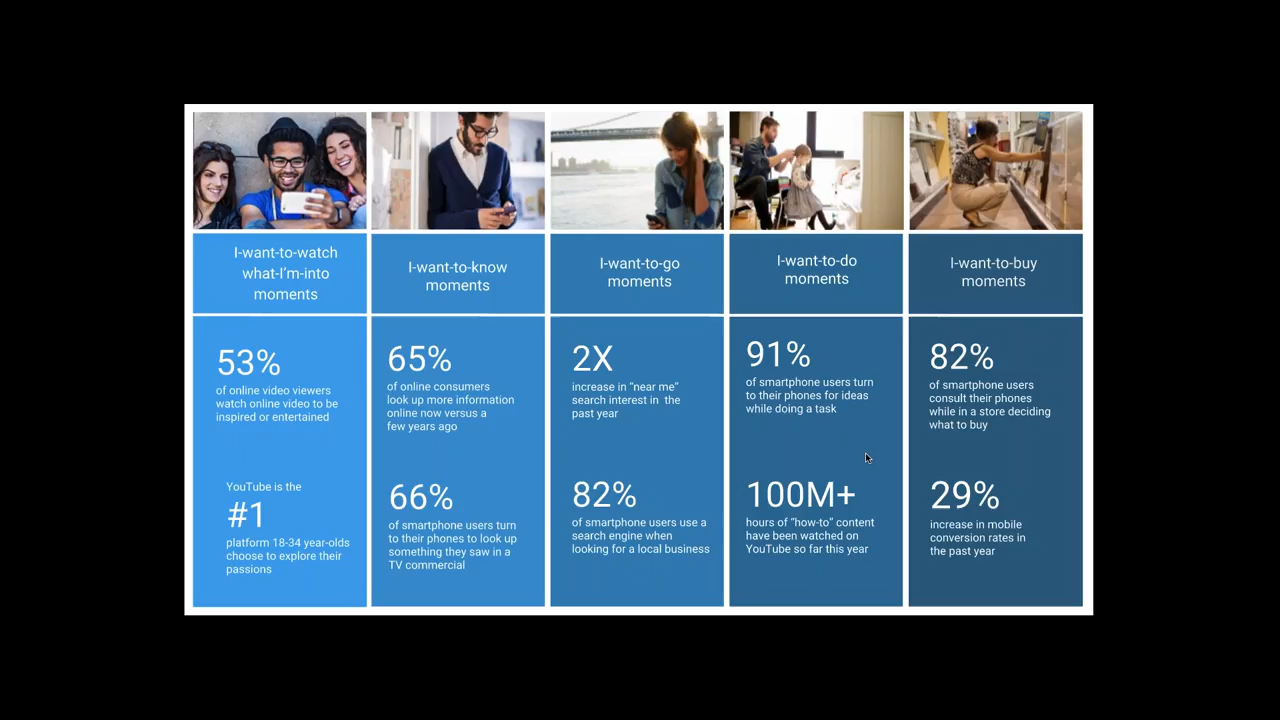 I-want-to-watch
what-I'm-into
moments
53%
of online video viewers
watch online video to be
inspired or entertained
YouTube is the
#1
platform 18-34 year-olds
choose to explore their
passions
I-want-to-know
moments
65%
of online consumers
look up more information
online now versus a
few years ago
66%
of smartphone users turn
to their phones to look up
something they saw in a
TV commercial
I-want-to-go
moments
2X
increase in “near me”
search interest in the
past year
82%
of smartphone users use a
search engine when
looking for a local business
I-want-to-do
moments
91%
of smartphone users turn
to their phones for ideas
while doing a task
100M+
hours of “how-to” content
have been watched on
YouTube so far this year
I-want-to-buy
moments
82%
of smartphone users
consult their phones
while in a store deciding
what to buy
29%
increase in mobile
conversion rates in
the past year